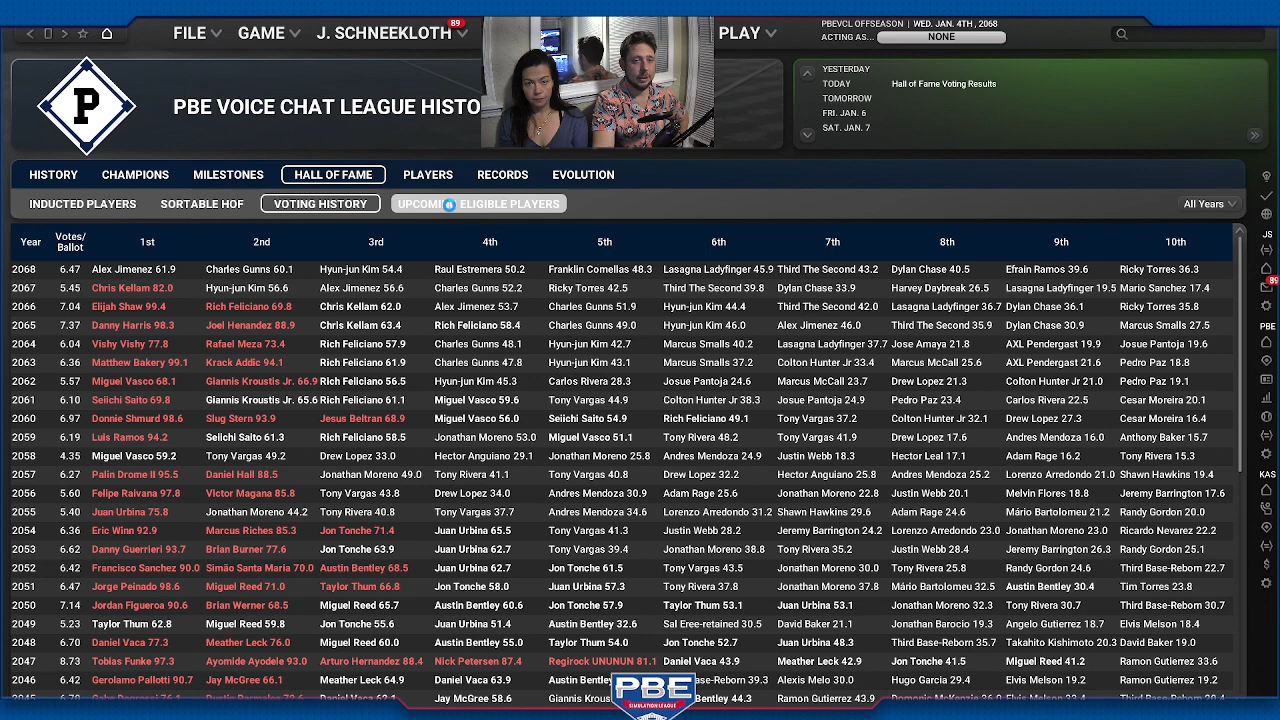 FILE GAME J. SCHNEEKLOTH 89 PLAY PBEVCL OFFSEASON | WED. JAN. 4TH, 2068
ACTING AS... NONE
P PBE VOICE CHAT LEAGUE HISTO
YESTERDAY
TODAY Hall of Fame Voting Results
TOMORROW
FRI. JAN. 6
SAT. JAN. 7
HISTORY CHAMPIONS MILESTONES HALL OF FAME PLAYERS RECORDS EVOLUTION
INDUCTED PLAYERS SORTABLE HOF VOTING HISTORY UPCOMING ELIGIBLE PLAYERS All Years
Year Votes/Ballot 1st 2nd 3rd 4th 5th 6th 7th 8th 9th 10th
2068 6.47 Alex Jimenez 61.9 Charles Gunns 60.1 Hyun-jun Kim 54.4 Raul Estremera 50.2 Franklin Comellas 48.3 Lasagna Ladyfinger 45.9 Third The Second 43.2 Dylan Chase 40.5 Efrain Ramos 39.6 Ricky Torres 36.3
2067 5.45 Chris Kellam 82.0 Hyun-jun Kim 56.6 Alex Jimenez 56.6 Charles Gunns 52.2 Ricky Torres 42.5 Third The Second 39.8 Dylan Chase 33.9 Harvey Daybreak 26.5 Lasagna Ladyfinger 19.5 Mario Sanchez 17.4
2066 7.04 Elijah Shaw 99.4 Rich Feliciano 69.8 Chris Kellam 62.0 Alex Jimenez 53.7 Charles Gunns 51.9 Hyun-jun Kim 44.4 Third The Second 42.0 Lasagna Ladyfinger 36.7 Dylan Chase 36.1 Ricky Torres 35.8
2065 7.37 Danny Harris 98.3 Joel Henandez 88.9 Chris Kellam 63.4 Rich Feliciano 58.4 Charles Gunns 49.0 Hyun-jun Kim 46.0 Alex Jimenez 46.0 Third The Second 35.9 Dylan Chase 30.9 Marcus Smalls 27.5
2064 6.04 Vishy Vishy 77.8 Rafael Meza 73.4 Rich Feliciano 57.9 Charles Gunns 48.1 Hyun-jun Kim 42.7 Marcus Smalls 40.2 Lasagna Ladyfinger 37.7 Jose Amaya 21.8 AXL Pendergast 19.9 Josue Pantoja 19.6
2063 6.36 Matthew Bakery 99.1 Krack Addic 94.1 Rich Feliciano 61.9 Charles Gunns 47.8 Hyun-jun Kim 43.1 Marcus Smalls 37.2 Colton Hunter Jr 33.4 Marcus McCall 25.6 AXL Pendergast 19.3 Pedro Paz 18.8
2062 5.57 Miguel Vasco 68.1 Giannis Kroustis Jr. 66.9 Rich Feliciano 56.5 Hyun-jun Kim 45.3 Carlos Rivera 28.3 Josue Pantoja 24.6 Marcus McCall 23.7 Drew Lopez 21.3 Colton Hunter Jr 21.0 Pedro Paz 19.1
2061 6.10 Seiichi Saito 69.8 Giannis Kroustis Jr. 65.6 Rich Feliciano 61.1 Miguel Vasco 59.6 Tony Vargas 44.9 Colton Hunter Jr 38.3 Josue Pantoja 24.9 Pedro Paz 23.4 Carlos Rivera 22.5 Cesar Moreira 20.1
2060 6.97 Donnie Shmurd 98.6 Slug Stern 93.9 Jesus Beltran 68.9 Miguel Vasco 56.0 Seiichi Saito 54.9 Rich Feliciano 49.1 Tony Vargas 37.2 Colton Hunter Jr 32.1 Drew Lopez 27.3 Cesar Moreira 16.4
2059 6.19 Luis Ramos 94.2 Seiichi Saito 61.3 Rich Feliciano 58.5 Jonathan Moreno 53.0 Miguel Vasco 51.1 Tony Rivera 48.2 Tony Vargas 41.9 Drew Lopez 17.6 Andres Mendoza 16.0 Anthony Baker 15.7
2058 4.35 Miguel Vasco 59.2 Tony Vargas 49.2 Drew Lopez 33.0 Hector Anguiano 29.1 Jonathan Moreno 25.8 Andres Mendoza 24.9 Justin Webb 18.3 Hector Leal 17.1 Adam Rage 16.2 Tony Rivera 15.3
2057 6.27 Palin Drome II 95.5 Daniel Hall 88.5 Jonathan Moreno 49.0 Tony Rivera 41.1 Tony Vargas 40.8 Drew Lopez 32.2 Hector Anguiano 25.8 Andres Mendoza 25.2 Lorenzo Arredondo 21.0 Shawn Hawkins 19.4
2056 5.60 Felipe Raivana 97.8 Victor Magana 85.8 Tony Vargas 43.8 Drew Lopez 34.0 Andres Mendoza 30.9 Adam Rage 25.6 Jonathan Moreno 22.8 Justin Webb 20.1 Melvin Flores 18.8 Jeremy Barrington 17.6
2055 5.40 Juan Urbina 75.8 Jonathan Moreno 44.2 Tony Rivera 40.8 Tony Vargas 37.7 Andres Mendoza 34.6 Lorenzo Arredondo 31.2 Shawn Hawkins 29.6 Adam Rage 24.6 Mário Bartolomeu 21.2 Randy Gordon 20.0
2054 6.36 Eric Winn 92.9 Marcus Riches 85.3 Jon Tonche 71.4 Juan Urbina 65.5 Tony Vargas 41.3 Justin Webb 28.2 Jeremy Barrington 24.2 Lorenzo Arredondo 23.0 Jonathan Moreno 23.0 Ricardo Nevarez 22.2
2053 6.62 Danny Guerrieri 93.7 Brian Burner 77.6 Jon Tonche 63.9 Juan Urbina 62.7 Tony Vargas 39.4 Jonathan Moreno 38.8 Tony Rivera 35.2 Justin Webb 28.4 Jeremy Barrington 26.3 Randy Gordon 25.1
2052 6.42 Francisco Sanchez 90.0 Simão Santa Maria 70.0 Austin Bentley 68.5 Juan Urbina 62.7 Jon Tonche 61.5 Tony Vargas 43.5 Jonathan Moreno 30.0 Tony Rivera 25.8 Randy Gordon 24.6 Third Base-Reborn 22.7
2051 6.47 Jorge Peinado 98.6 Miguel Reed 71.0 Taylor Thum 66.8 Jon Tonche 58.0 Juan Urbina 57.3 Tony Rivera 37.8 Jonathan Moreno 37.8 Mário Bartolomeu 32.5 Austin Bentley 30.4 Tim Torres 23.8
2050 7.14 Jordan Figueroa 90.6 Brian Werner 68.5 Miguel Reed 65.7 Austin Bentley 60.6 Jon Tonche 57.9 Taylor Thum 53.1 Juan Urbina 53.1 Jonathan Moreno 32.3 Tony Rivera 30.7 Third Base-Reborn 30.7
2049 5.23 Taylor Thum 62.8 Miguel Reed 59.8 Jon Tonche 55.6 Juan Urbina 51.4 Austin Bentley 32.6 Sal Eree-retained 30.5 David Baker 21.1 Jonathan Barocio 19.3 Angelo Gutirrez 18.7 Elvis Melson 18.4
2048 6.70 Daniel Vaca 77.3 Meather Leck 76.0 Miguel Reed 60.0 Austin Bentley 55.0 Taylor Thum 54.0 Jon Tonche 52.7 Juan Urbina 48.3 Third Base-Reborn 35.7 Takahito Kishimoto 20.3 David Baker 19.0
2047 8.73 Tobias Funke 97.3 Ayomide Ayodele 93.0 Arturo Hernandez 88.4 Nick Petersen 87.4 Regirock UNUNUN 81.1 Daniel Vaca 43.9 Meather Leck 42.9 Jon Tonche 41.5 Miguel Reed 41.2 Ramon Gutierrez 33.6
2046 6.42 Gerolamo Pallotti 90.7 Jay McGree 66.1 Meather Leck 64.9 Daniel Vaca 63.9 Austin Bentley se-Reborn 39.3 Alexis Melo 30.0 Hugo Garcia 29.4 Elvis Melson 19.2 Ramon Gutierrez 19.2
Jay McGree 58.6 Giannis Krous Bentley 44.3 Ramon Gutierrez 43.9
JS
89
PBE
KAS
PBE
SIMULATION LEAGUE